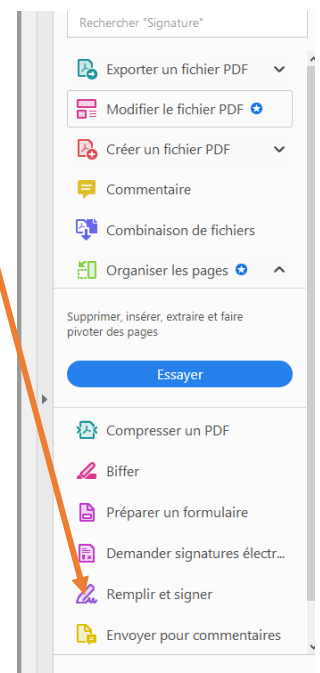 Rechercher "Signature"
Exporter un fichier PDF
Modifier le fichier PDF
Créer un fichier PDF
Commentaire
Combinaison de fichiers
Organiser les pages
Supprimer, insérer, extraire et faire
pivoter des pages
Essayer
Compresser un PDF
Biffer
Préparer un formulaire
Demander signatures électr...
Remplir et signer
Envoyer pour commentaires